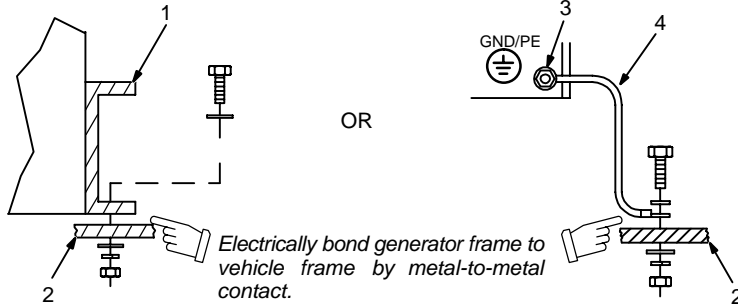 1
3
4
GND/PE
OR
Electrically bond generator frame to
vehicle frame by metal-to-metal
contact.
2
2